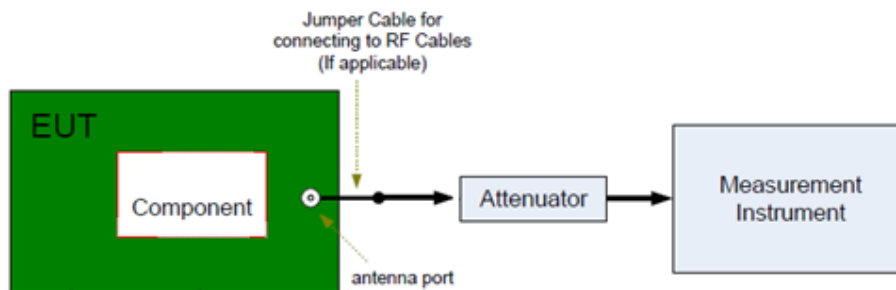 Jumper Cable for
connecting to RF Cables
(If applicable)
EUT
Component
Attenuator
Measurement
Instrument
antenna port